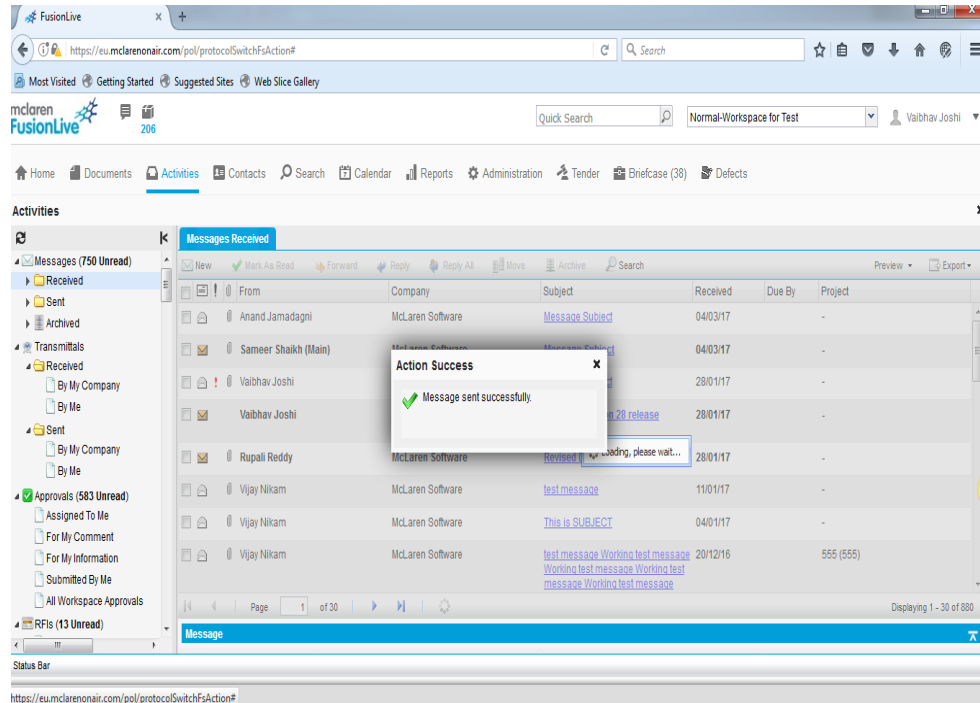 FusionLive
https://eu.mclarenonair.com/pol/protocolSwitchFsAction#
Search
Most Visited Getting Started Suggested Sites Web Slice Gallery
mclaren
FusionLive
206
Quick Search
Normal-Workspace for Test
Vaibhav Joshi
Home Documents Activities Contacts Search Calendar Reports Administration Tender Briefcase (38) Defects
Activities
Messages (750 Unread)
Received
Sent
Archived
Transmittals
Received
By My Company
By Me
Sent
By My Company
By Me
Approvals (583 Unread)
Assigned To Me
For My Comment
For My Information
Submitted By Me
All Workspace Approvals
RFIs (13 Unread)
Messages Received
New Mark As Read Forward Reply Reply All Move Archive Search Preview Export
From Company Subject Received Due By Project
Anand Jamadagni McLaren Software Message Subject 04/03/17 -
Sameer Shaikh (Main) McLaren Software Message Subject 04/03/17 -
Vaibhav Joshi 28/01/17 -
Vaibhav Joshi 28 release 28/01/17 -
Rupali Reddy McLaren Software Revised 28/01/17 -
Vijay Nikam McLaren Software test message 11/01/17 -
Vijay Nikam McLaren Software This is SUBJECT 04/01/17 -
Vijay Nikam McLaren Software test message Working test message 20/12/16 555 (555)
Working test message Working test
message Working test message
Action Success
Message sent successfully.
Loading, please wait...
Page 1 of 30
Displaying 1 - 30 of 880
Message
Status Bar
https://eu.mclarenonair.com/pol/protocolSwitchFsAction#